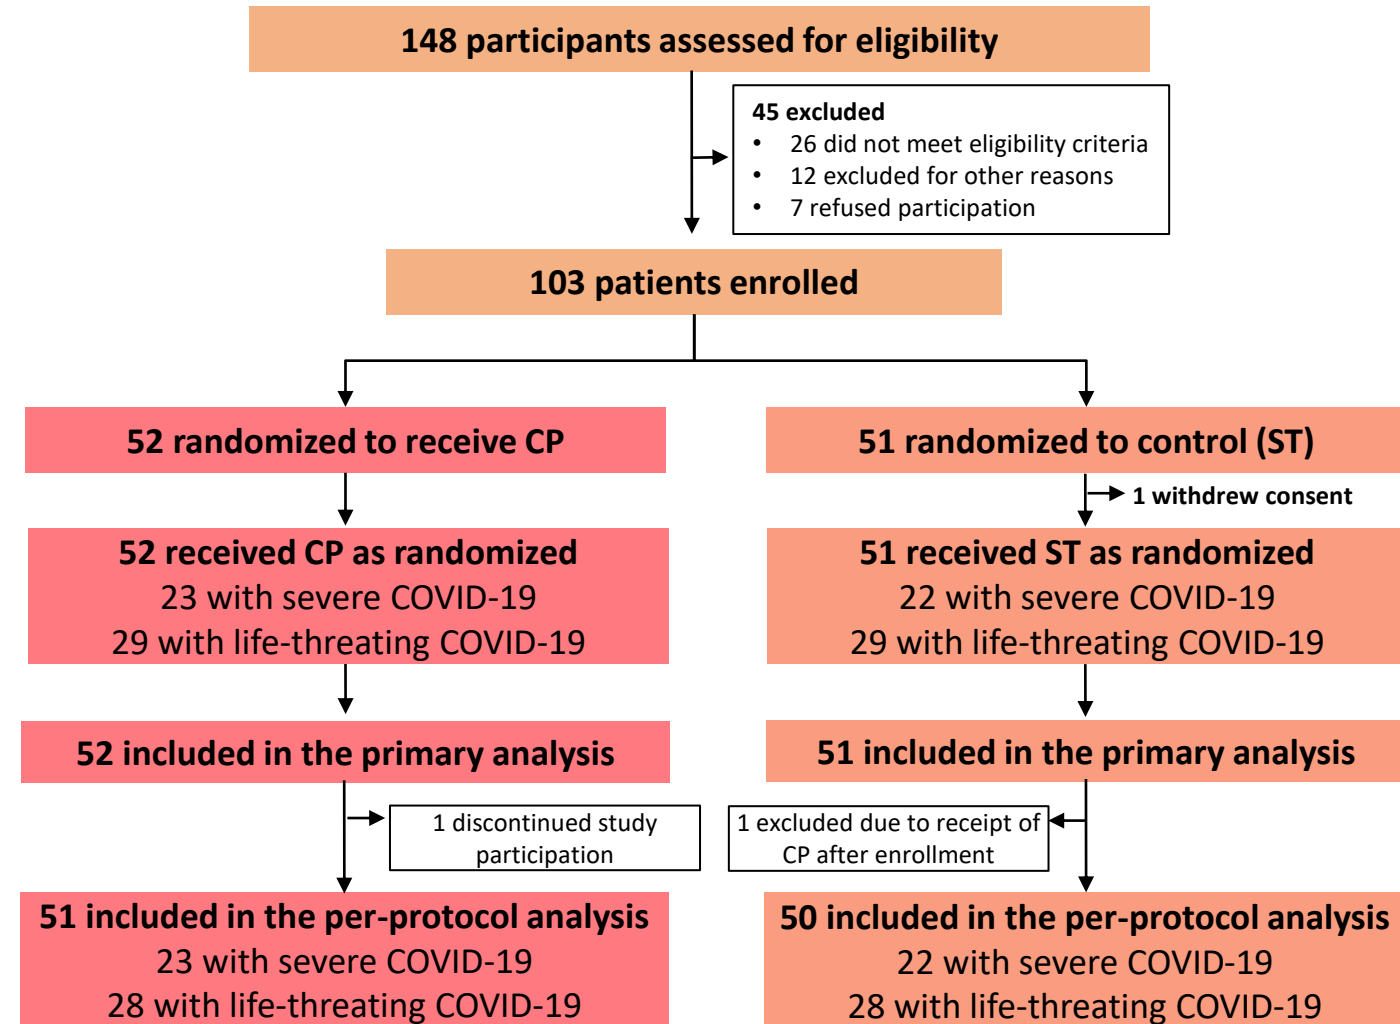 148 participants assessed for eligibility
45 excluded
• 26 did not meet eligibility criteria
• 12 excluded for other reasons
• 7 refused participation
103 patients enrolled
52 randomized to receive CP
51 randomized to control (ST)
1 withdrew consent
52 received CP as randomized
23 with severe COVID-19
29 with life-threating COVID-19
51 received ST as randomized
22 with severe COVID-19
29 with life-threating COVID-19
52 included in the primary analysis
51 included in the primary analysis
1 discontinued study
participation
1 excluded due to receipt of
CP after enrollment
51 included in the per-protocol analysis
23 with severe COVID-19
28 with life-threating COVID-19
50 included in the per-protocol analysis
22 with severe COVID-19
28 with life-threating COVID-19